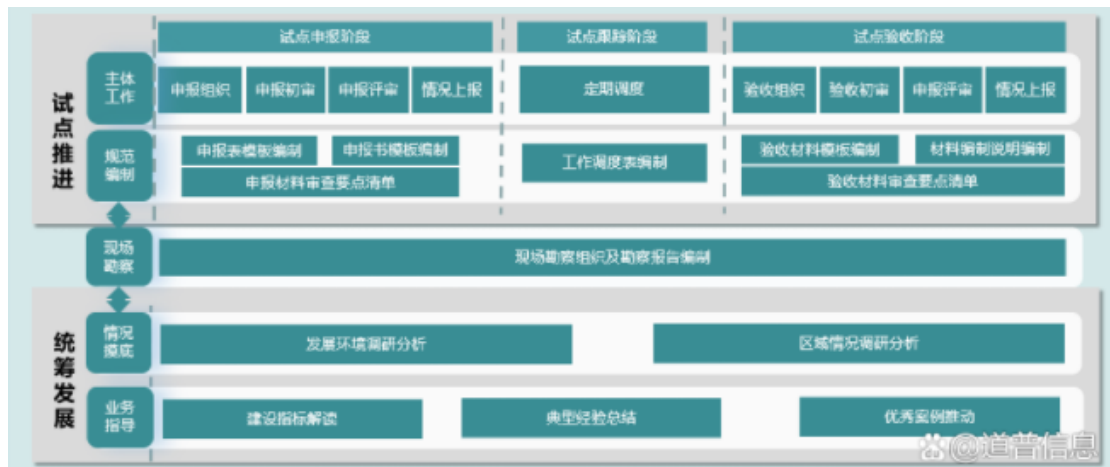 试点申报阶段
试点跟踪阶段
试点验收阶段
试点推进
主体
工作
申报组织
申报初审
申报评审
情况上报
定期调度
验收组织
验收初审
申报评审
情况上报
规范
编制
申报表模板编制
申报书模板编制
申报材料审查要点清单
工作调度表编制
验收材料模板编制
材料编制说明编制
验收材料审查要点清单
现场
勘察
现场勘察组织及勘察报告编制
统筹发展
情况
摸底
发展环境调研分析
区域情况调研分析
业务
指导
建设指标解读
典型经验总结
优秀案例推动
@道普信息